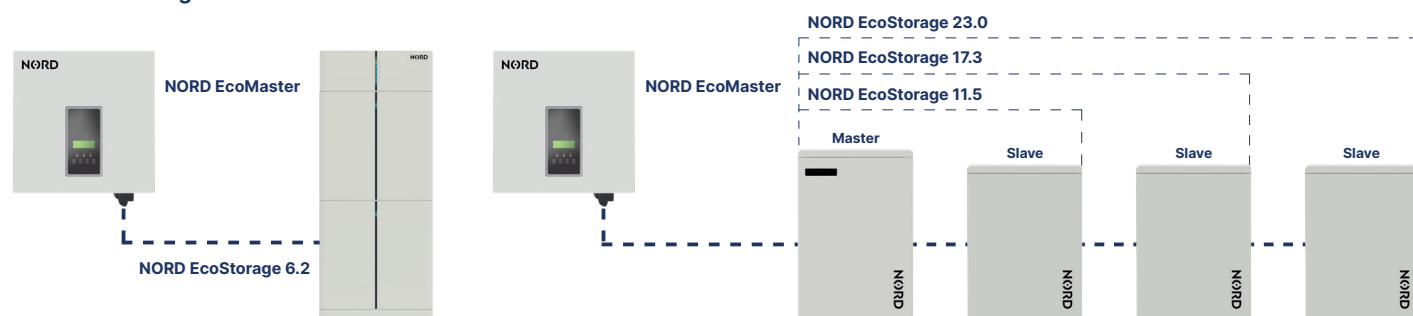 NORD EcoStorage 23.0
NORD EcoStorage 17.3
NORD EcoStorage 11.5
NORD
NORD
NORD
NORD EcoMaster
NORD EcoMaster
Master
Slave
Slave
Slave
NORD EcoStorage 6.2
NORD
NORD
NORD
NORD